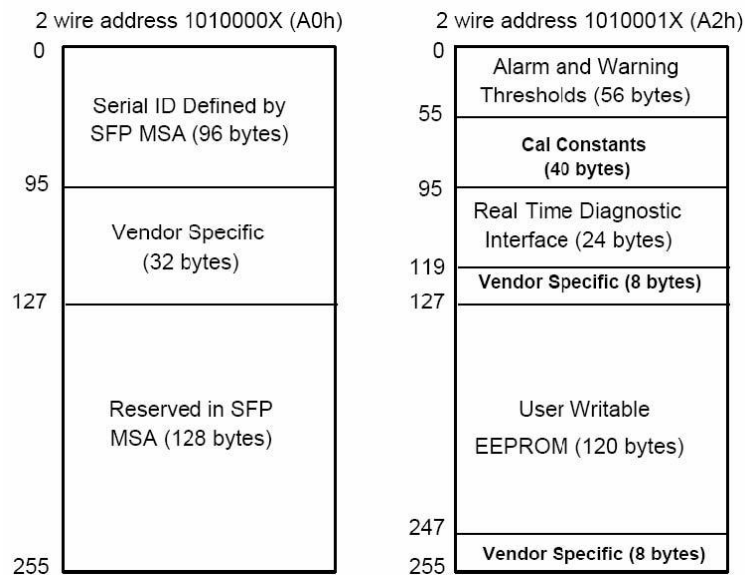 2 wire address 1010000X (A0h)
0
Serial ID Defined by
SFP MSA (96 bytes)
95
Vendor Specific
(32 bytes)
127
Reserved in SFP
MSA (128 bytes)
255
2 wire address 1010001X (A2h)
0
Alarm and Warning
Thresholds (56 bytes)
55
Cal Constants
(40 bytes)
95
Real Time Diagnostic
Interface (24 bytes)
119
Vendor Specific (8 bytes)
127
User Writable
EEPROM (120 bytes)
247
Vendor Specific (8 bytes)
255